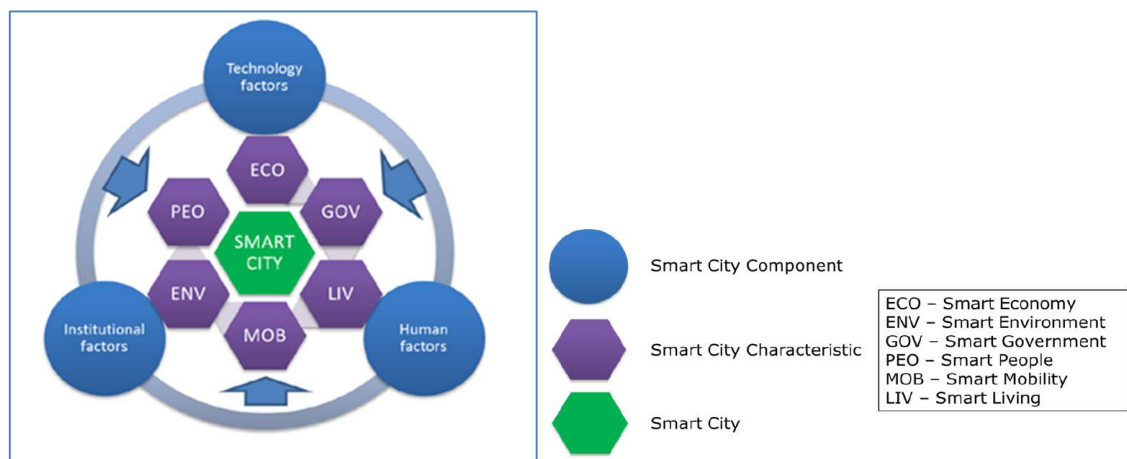 Technology
factors
ECO
PEO
GOV
SMART
CITY
ENV
LIV
MOB
Institutional
factors
Human
factors
Smart City Component
Smart City Characteristic
Smart City
ECO – Smart Economy
ENV – Smart Environment
GOV – Smart Government
PEO – Smart People
MOB – Smart Mobility
LIV – Smart Living